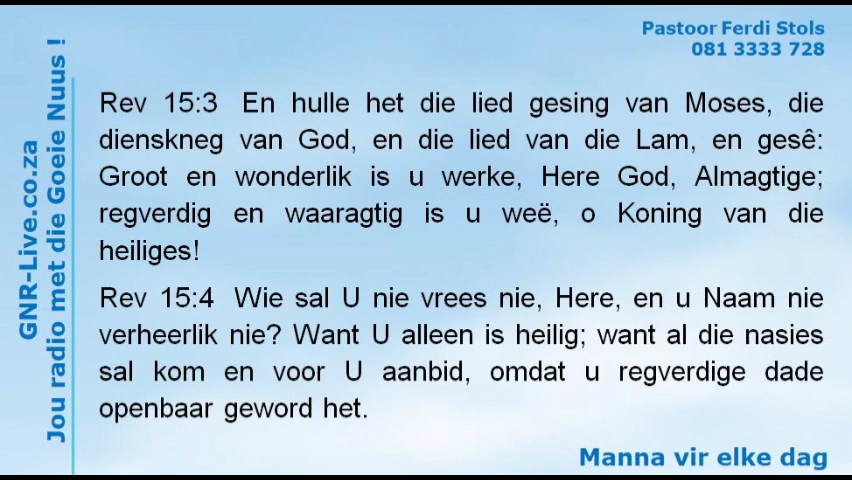 Pastoor Ferdi Stols
081 3333 728
GNR-Live.co.za
Jou radio met die Goeie Nuus !
Rev 15:3 En hulle het die lied gesing van Moses, die
dienskneg van God, en die lied van die Lam, en gesê:
Groot en wonderlik is u werke, Here God, Almagtige;
regverdig en waaragtig is u weë, o Koning van die
heiliges!
Rev 15:4 Wie sal U nie vrees nie, Here, en u Naam nie
verheerlik nie? Want U alleen is heilig; want al die nasies
sal kom en voor U aanbid, omdat u regverdige dade
openbaar geword het.
Manna vir elke dag